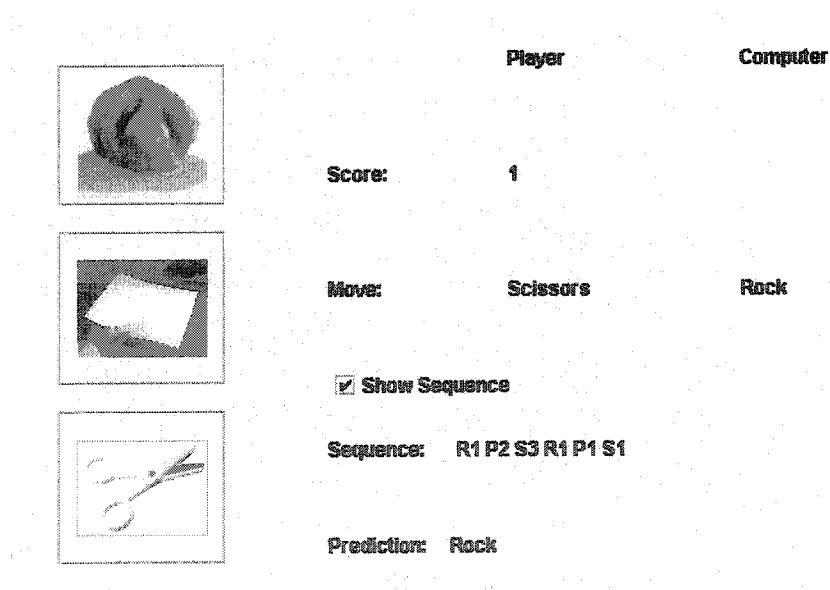 Player Computer
Score: 1
Move: Scissors Rock
Show Sequence
Sequence: R1 P2 S3 R1 P1 S1
Prediction: Rock